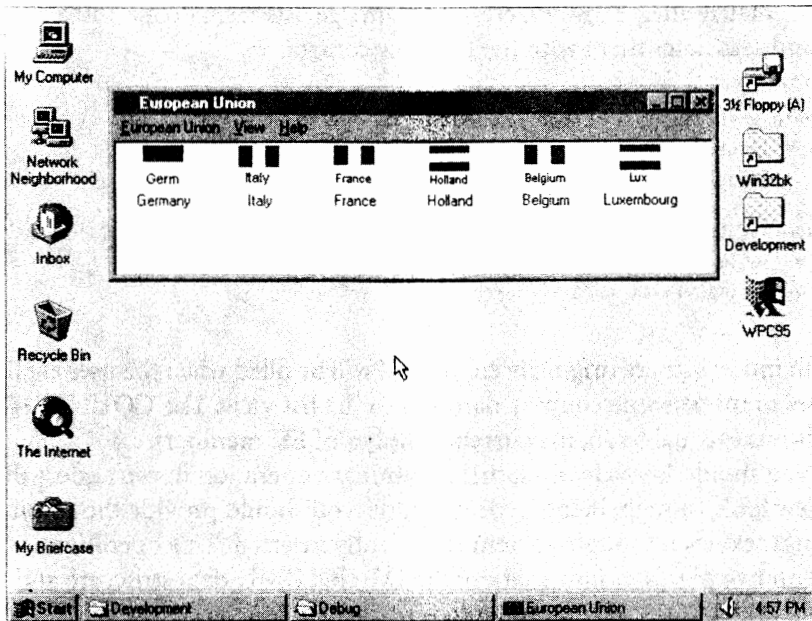 My Computer
Network
Neighborhood
Inbox
Recycle Bin
The Internet
My Briefcase
European Union
European Union View Help
Germ Italy France Holland Belgium Lux
Germany Italy France Holland Belgium Luxembourg
3½ Floppy (A)
Win32bk
Development
WPC95
Start Development Debug European Union 4:57 PM